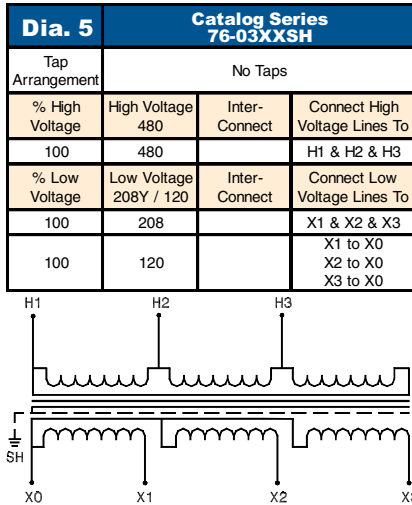 Dia. 5
Catalog Series
76-03XXSH
Tap
Arrangement
No Taps
% High
Voltage
High Voltage
480
Inter-
Connect
Connect High
Voltage Lines To
100
480
H1 & H2 & H3
% Low
Voltage
Low Voltage
208Y / 120
Inter-
Connect
Connect Low
Voltage Lines To
100
208
X1 & X2 & X3
100
120
X1 to X0
X2 to X0
X3 to X0
H1
H2
H3
SH
X0
X1
X2
X3